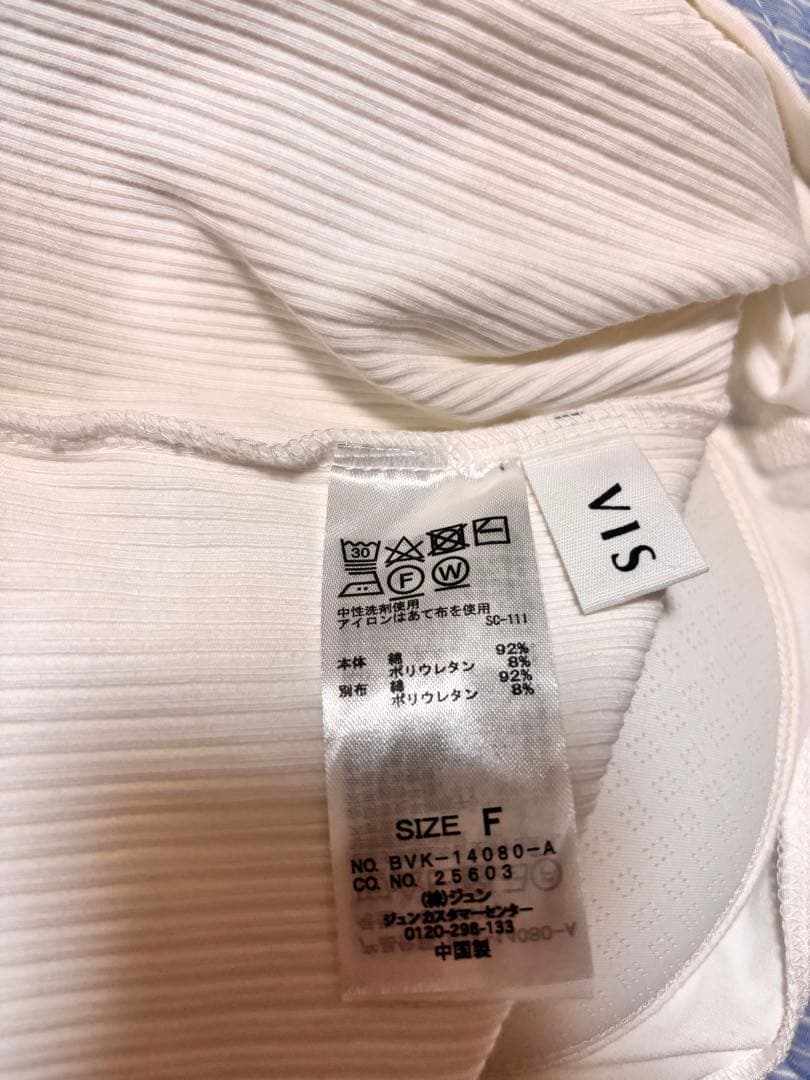 VIS
30
F W
中性洗剤使用
アイロンはあて布を使用
SC-111
本体 綿 92%
ポリウレタン 8%
別布 綿 92%
ポリウレタン 8%
SIZE F
NO. BVK-14080-A
CO. NO. 25603
(株)ジュン
ジュンカスタマーセンター
0120-298-133
中国製